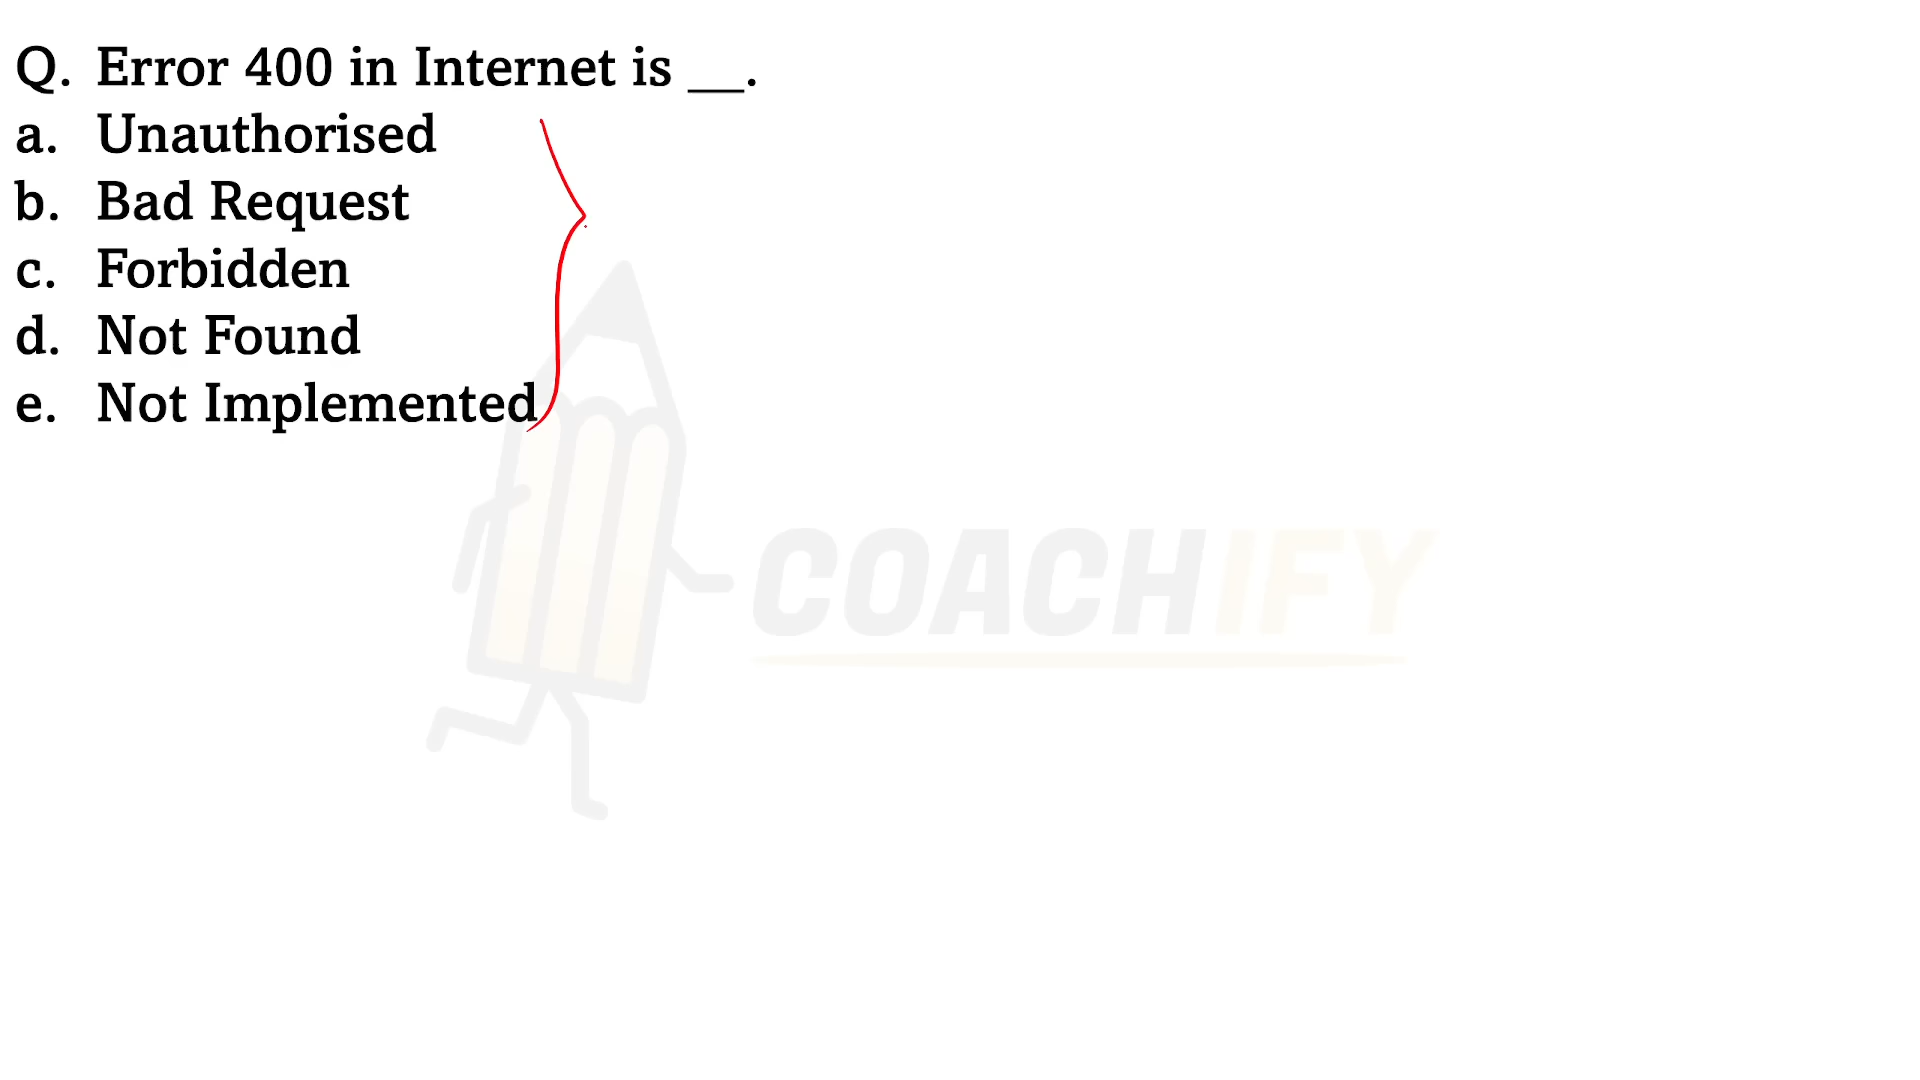 Q. Error 400 in Internet is __.
a. Unauthorised
b. Bad Request
c. Forbidden
d. Not Found
e. Not Implemented
COACHIFY